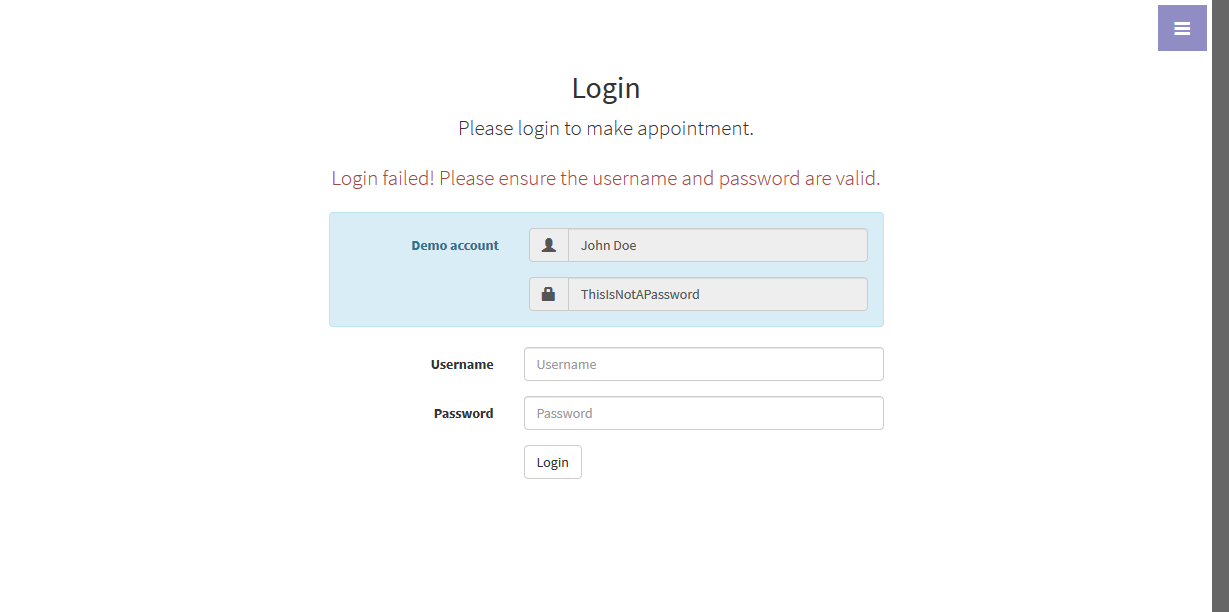 Login
Please login to make appointment.
Login failed! Please ensure the username and password are valid.
Demo account John Doe
ThisIsNotAPassword
Username Username
Password Password
Login